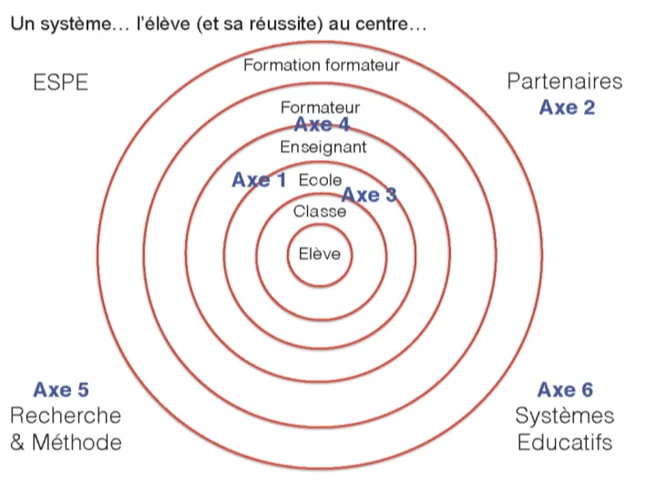 Un système... l'élève (et sa réussite) au centre...
Formation formateur
ESPE
Partenaires
Axe 2
Formateur
Axe 4
Enseignant
Axe 1
Ecole
Axe 3
Classe
Elève
Axe 5
Recherche
& Méthode
Axe 6
Systèmes
Educatifs